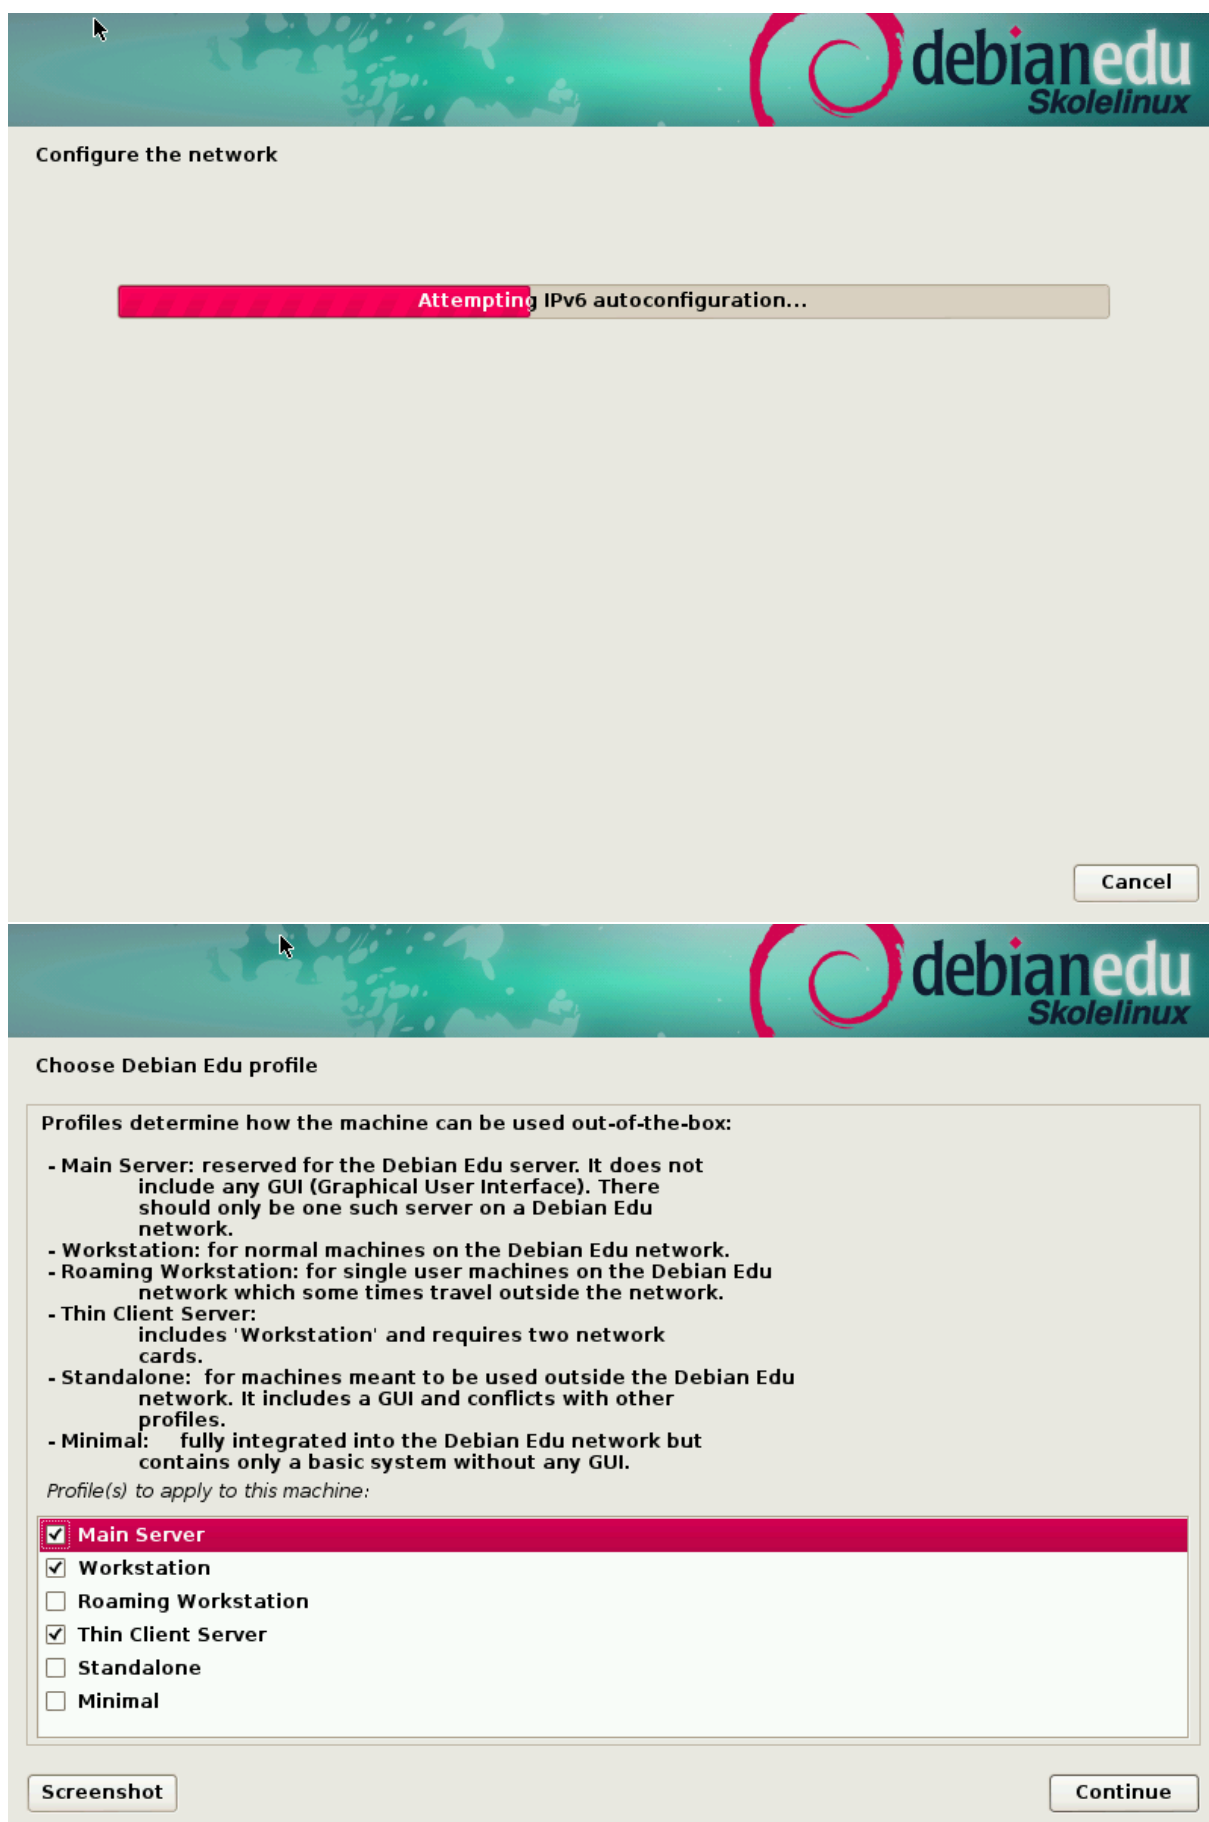 debianedu
Skolelinux
Configure the network
Attempting IPv6 autoconfiguration...
Cancel
debianedu
Skolelinux
Choose Debian Edu profile
Profiles determine how the machine can be used out-of-the-box:
- Main Server: reserved for the Debian Edu server. It does not
include any GUI (Graphical User Interface). There
should only be one such server on a Debian Edu
network.
- Workstation: for normal machines on the Debian Edu network.
- Roaming Workstation: for single user machines on the Debian Edu
network which some times travel outside the network.
- Thin Client Server:
includes 'Workstation' and requires two network
cards.
- Standalone:  for machines meant to be used outside the Debian Edu
network. It includes a GUI and conflicts with other
profiles.
- Minimal:    fully integrated into the Debian Edu network but
contains only a basic system without any GUI.
Profile(s) to apply to this machine:
Main Server
Workstation
Roaming Workstation
Thin Client Server
Standalone
Minimal
Screenshot
Continue